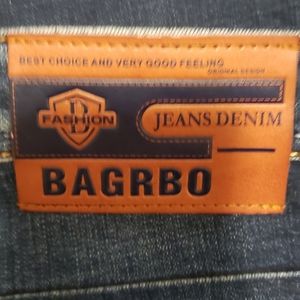 BEST CHOICE AND VERY GOOD FEELING
ORIGINAL DESIGN
B
FASHION
JEANS DENIM
BAGRBO